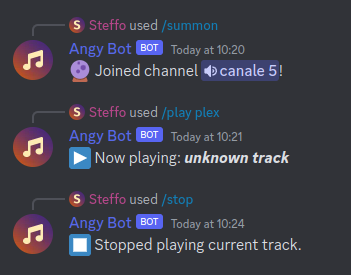 Steffo used /summon
Angy Bot BOT Today at 10:20
Joined channel canale 5!
Steffo used /play plex
Angy Bot BOT Today at 10:21
Now playing: unknown track
Steffo used /stop
Angy Bot BOT Today at 10:24
Stopped playing current track.